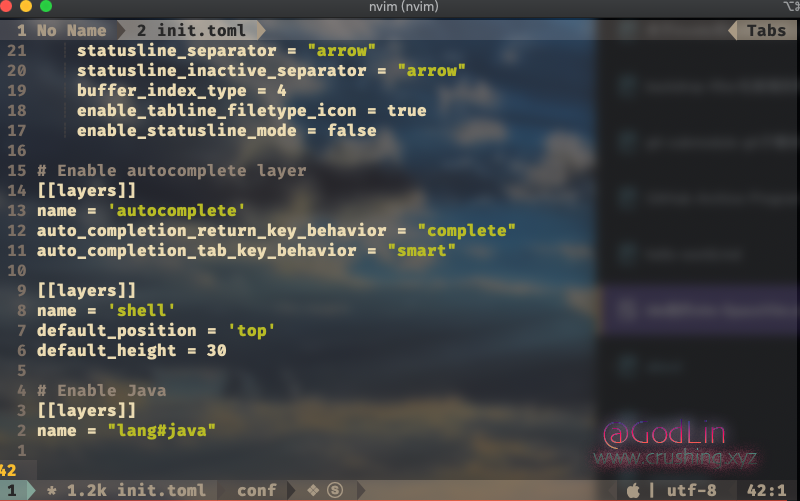 nvim (nvim)
1 No Name 2 init.toml Tabs
21 statusline_separator = "arrow"
20 statusline_inactive_separator = "arrow"
19 buffer_index_type = 4
18 enable_tabline_filetype_icon = true
17 enable_statusline_mode = false
16
15 # Enable autocomplete layer
14 [[layers]]
13 name = 'autocomplete'
12 auto_completion_return_key_behavior = "complete"
11 auto_completion_tab_key_behavior = "smart"
10
9 [[layers]]
8 name = 'shell'
7 default_position = 'top'
6 default_height = 30
5
4 # Enable Java
3 [[layers]]
2 name = "lang#java"
1
42
@GodLin
www.crushing.xyz
1 * 1.2k init.toml conf ❖ Ⓢ | utf-8 42:1